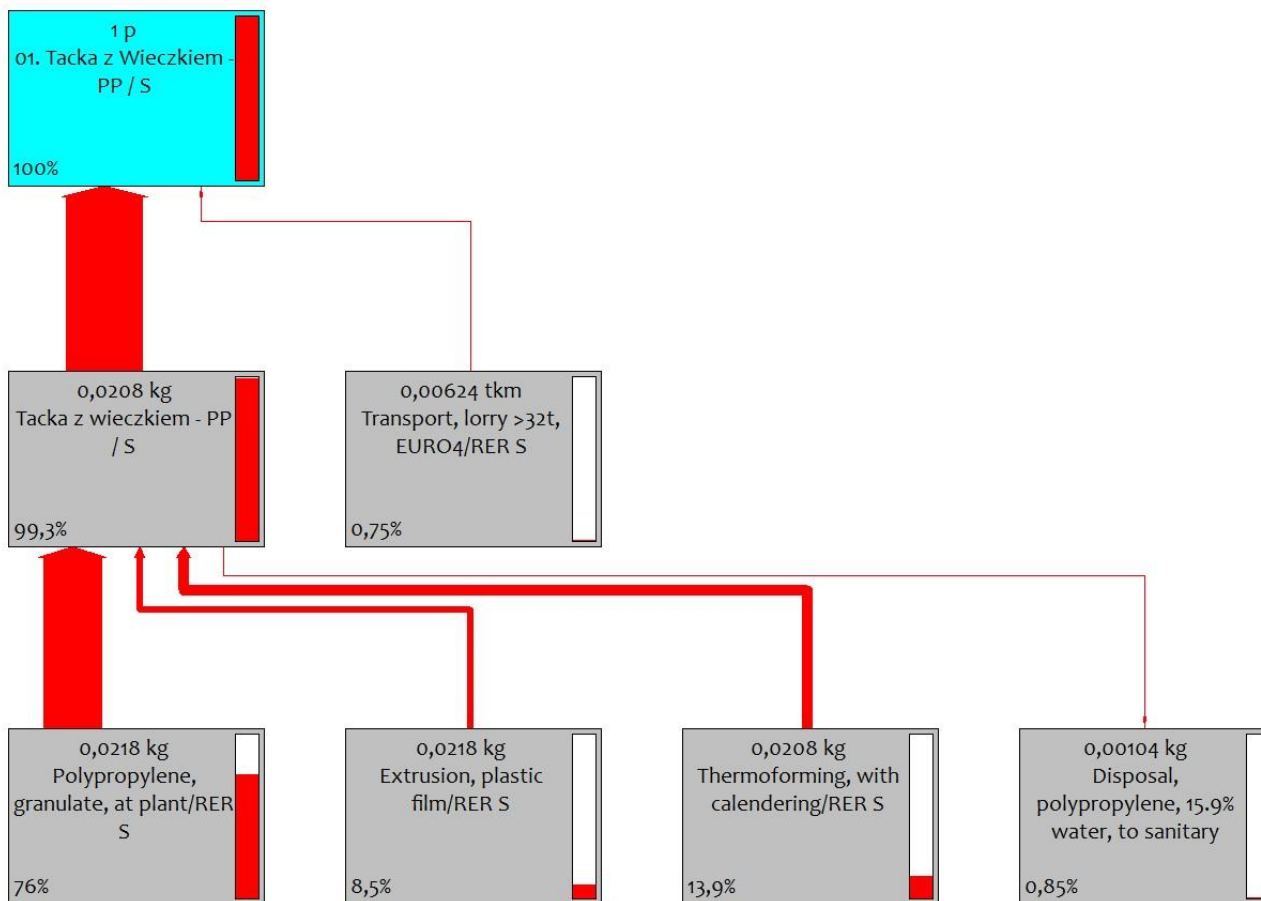 1 p
01. Tacka z Wieczkiem -
PP / S
100%
0,0208 kg
Tacka z wieczkiem - PP
/ S
99,3%
0,00624 tkm
Transport, lorry >32t,
EURO4/RER S
0,75%
0,0218 kg
Polypropylene,
granulate, at plant/RER
S
76%
0,0218 kg
Extrusion, plastic
film/RER S
8,5%
0,0208 kg
Thermoforming, with
calendering/RER S
13,9%
0,00104 kg
Disposal,
polypropylene, 15.9%
water, to sanitary
0,85%